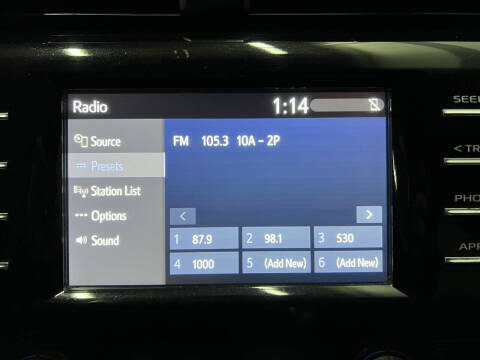 Radio 1:14
Source
Presets
Station List
Options
Sound
FM 105.3 10A - 2P
<
>
1 87.9
2 98.1
3 530
4 1000
5 (Add New)
6 (Add New)
SEE
< TR
PHO
APP